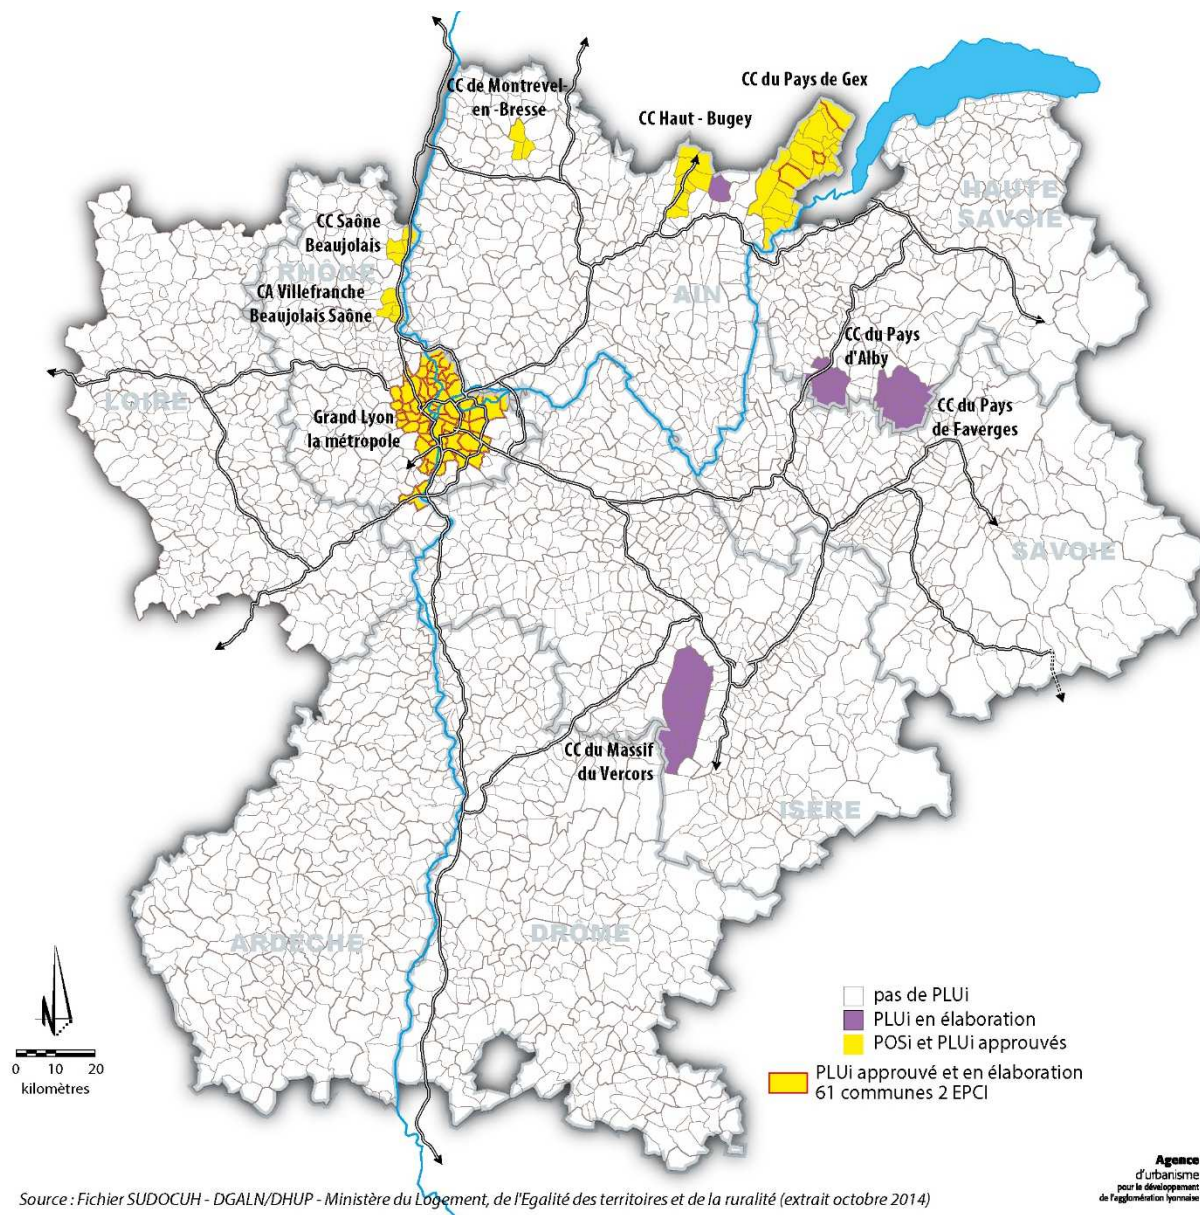 CC du Pays de Gex
CC de Montrevel-
en -Bresse
CC Haut - Bugey
HAUTE
SAVOIE
CC Saône
Beaujolais
RHÔNE
CA Villefranche
Beaujolais Saône
AIN
CC du Pays
d'Alby
LOIRE
Grand Lyon
la métropole
CC du Pays
de Faverges
SAVOIE
CC du Massif
du Vercors
ISÈRE
ARDÈCHE
DRÔME
pas de PLUi
PLUi en élaboration
POSi et PLUi approuvés
PLUi approuvé et en élaboration
61 communes 2 EPCI
N
0 10 20
kilomètres
Agence
d'urbanisme
pour le développement
de l'agglomération lyonnaise
Source : Fichier SUDOCUH - DGALN/DHUP - Ministère du Logement, de l'Egalité des territoires et de la ruralité (extrait octobre 2014)